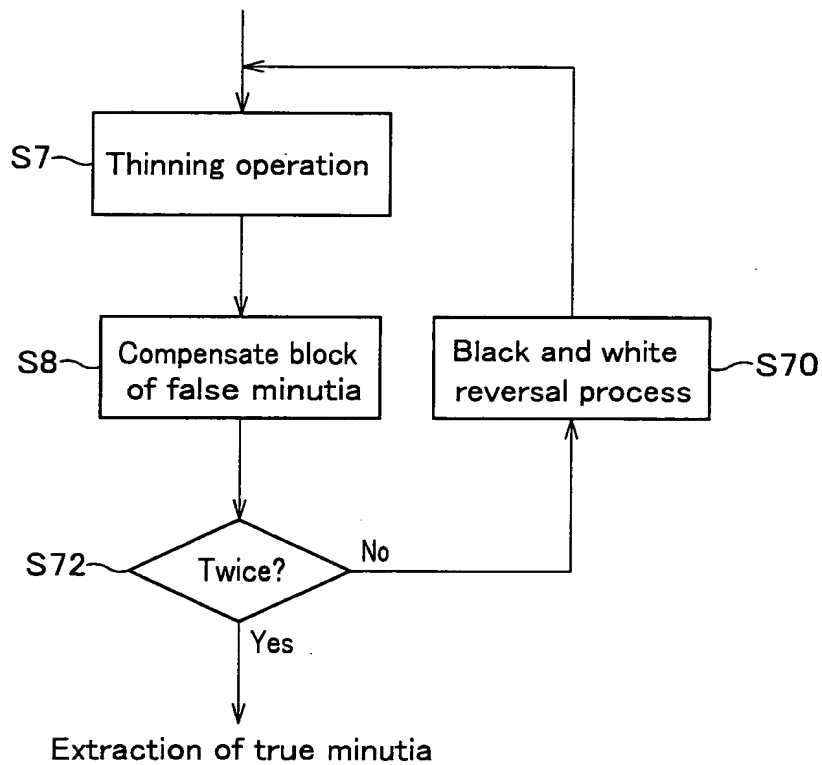 S7
Thinning operation
S8
Compensate block
of false minutia
Black and white
reversal process
S70
S72
Twice?
No
Yes
Extraction of true minutia